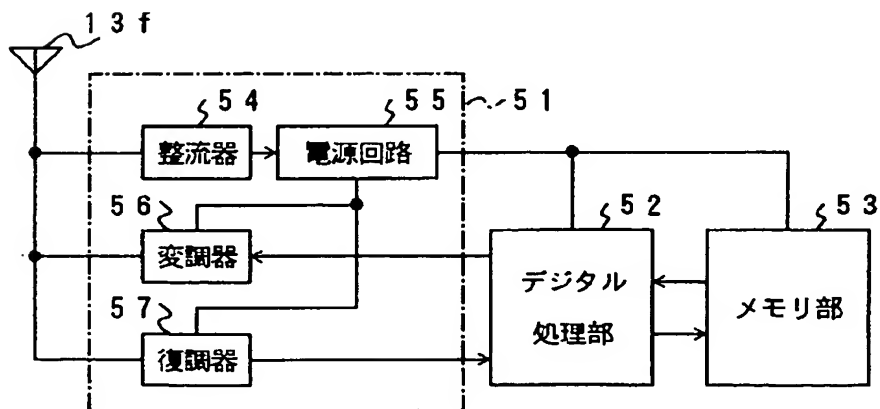 １３ｆ
５４
５５
５１
整流器
電源回路
５６
５２
５３
変調器
デジタル
処理部
メモリ部
５７
復調器